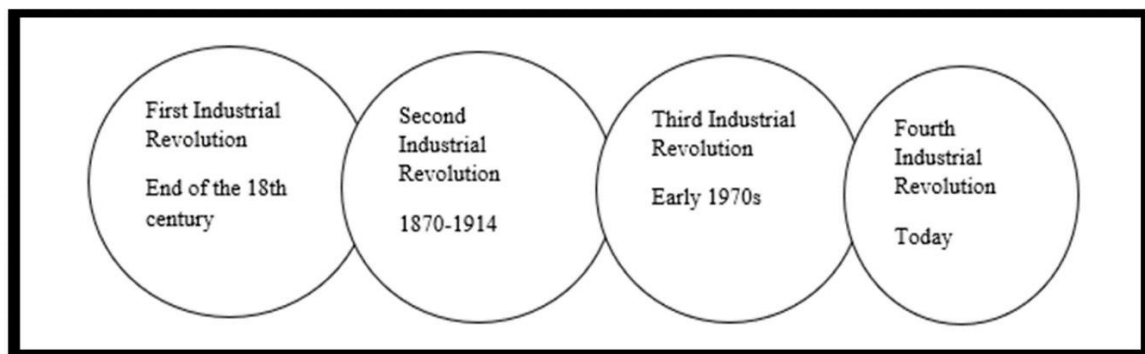 First Industrial
Revolution
End of the 18th
century
Second
Industrial
Revolution
1870-1914
Third Industrial
Revolution
Early 1970s
Fourth
Industrial
Revolution
Today